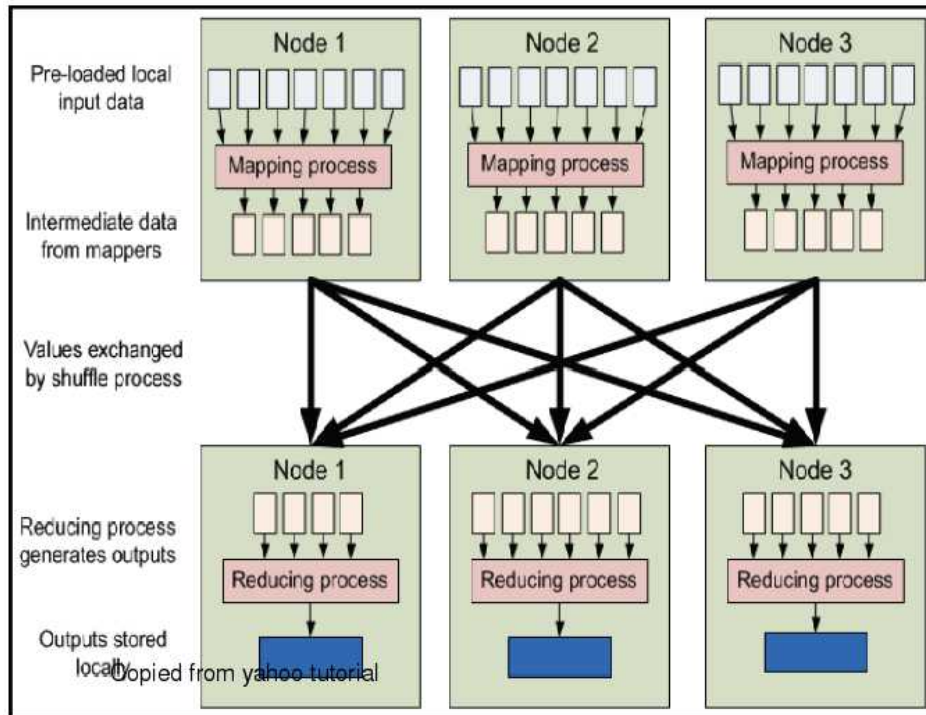 Node 1
Node 2
Node 3
Pre-loaded local
input data
Mapping process
Mapping process
Mapping process
Intermediate data
from mappers
Values exchanged
by shuffle process
Node 1
Node 2
Node 3
Reducing process
generates outputs
Reducing process
Reducing process
Reducing process
Outputs stored
locally
Copied from yahoo tutorial